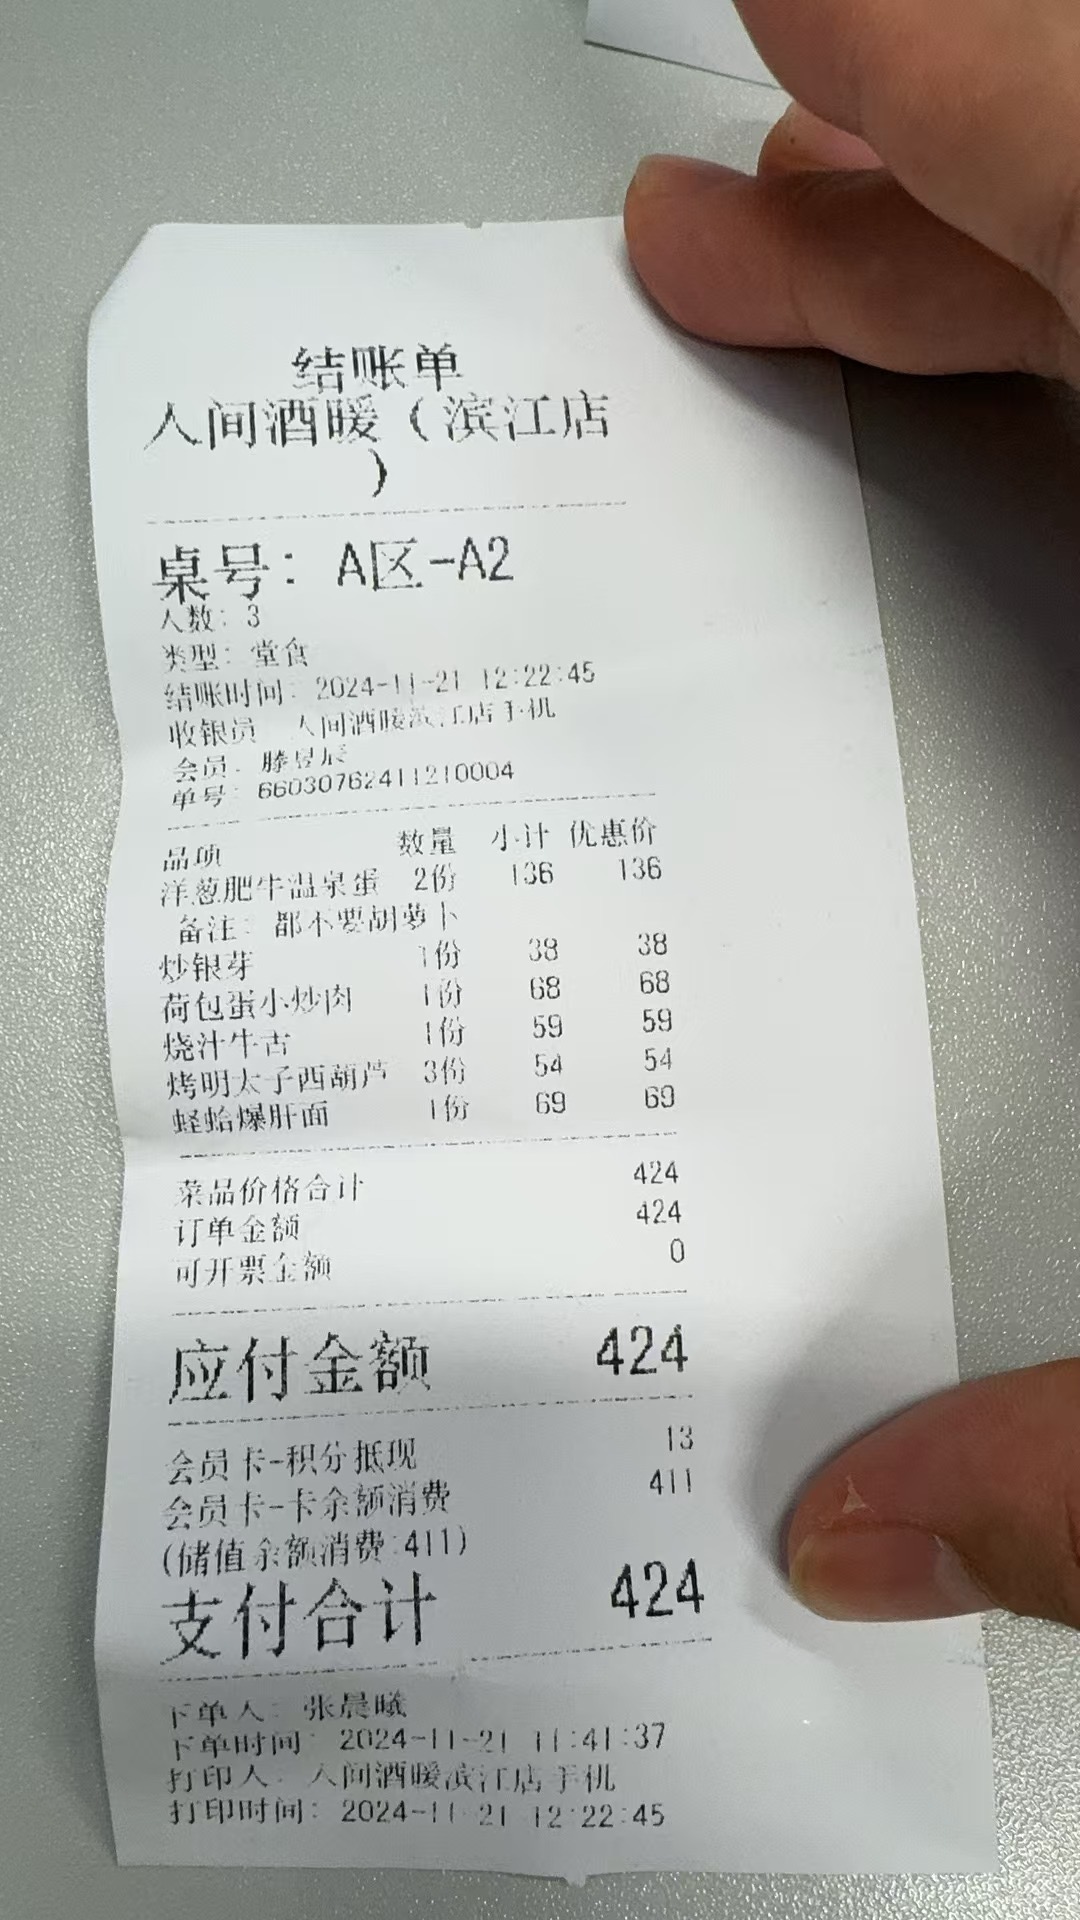 结账单
人间酒暖（滨江店
）
桌号：A区-A2
人数：3
类型：堂食
结账时间：2024-11-21 12:22:45
收银员：人间酒暖滨江店手机
会员：滕昱辰
单号：66030762411210004
品项 数量 小计 优惠价
洋葱肥牛温泉蛋 2份 136 136
备注：都不要胡萝卜
炒银芽 1份 38 38
荷包蛋小炒肉 1份 68 68
烧汁牛古 1份 59 59
烤明太子西葫芦 3份 54 54
蛏蛤爆肝面 1份 69 69
菜品价格合计 424
订单金额 424
可开票金额 0
应付金额 424
会员卡-积分抵现 13
会员卡-卡余额消费 411
(储值余额消费:411)
支付合计 424
下单人：张晨曦
下单时间：2024-11-21 11:41:37
打印人：人间酒暖滨江店手机
打印时间：2024-11-21 12:22:45